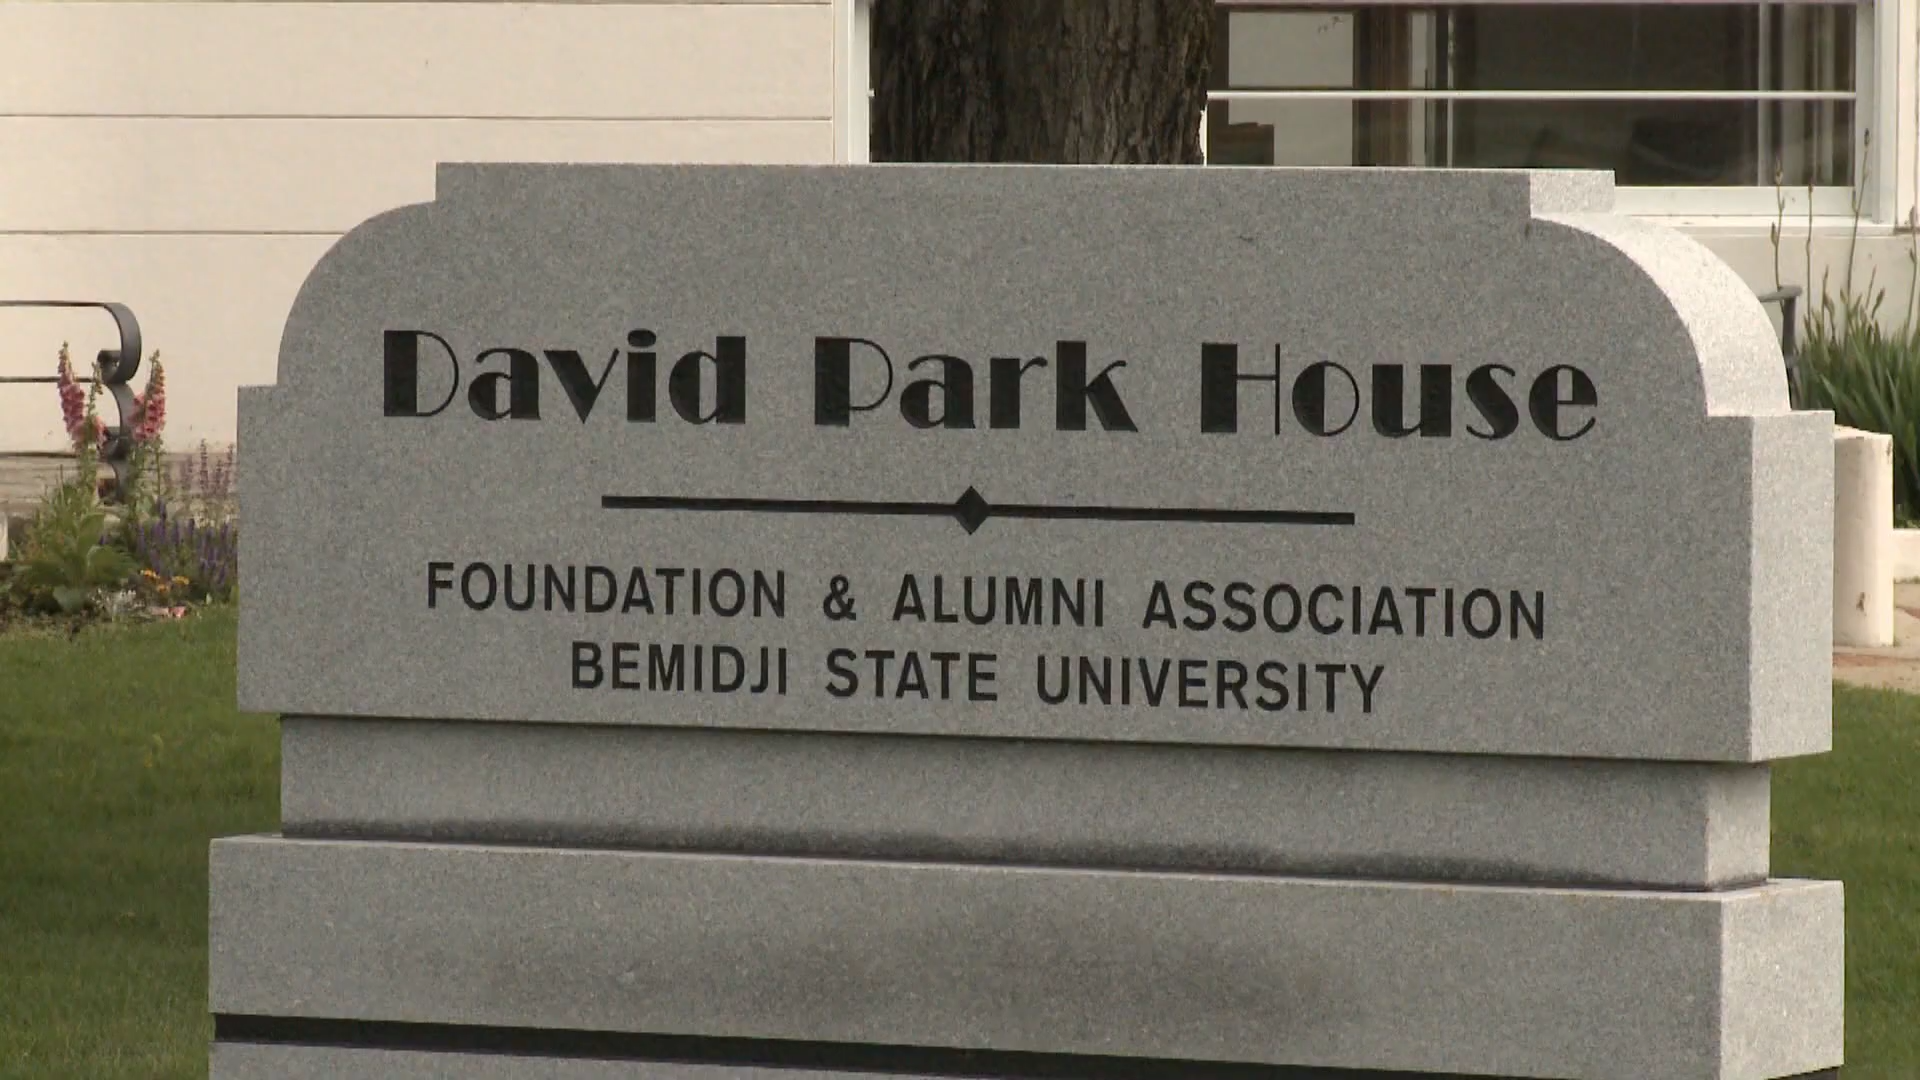 David Park House
FOUNDATION & ALUMNI ASSOCIATION
BEMIDJI STATE UNIVERSITY